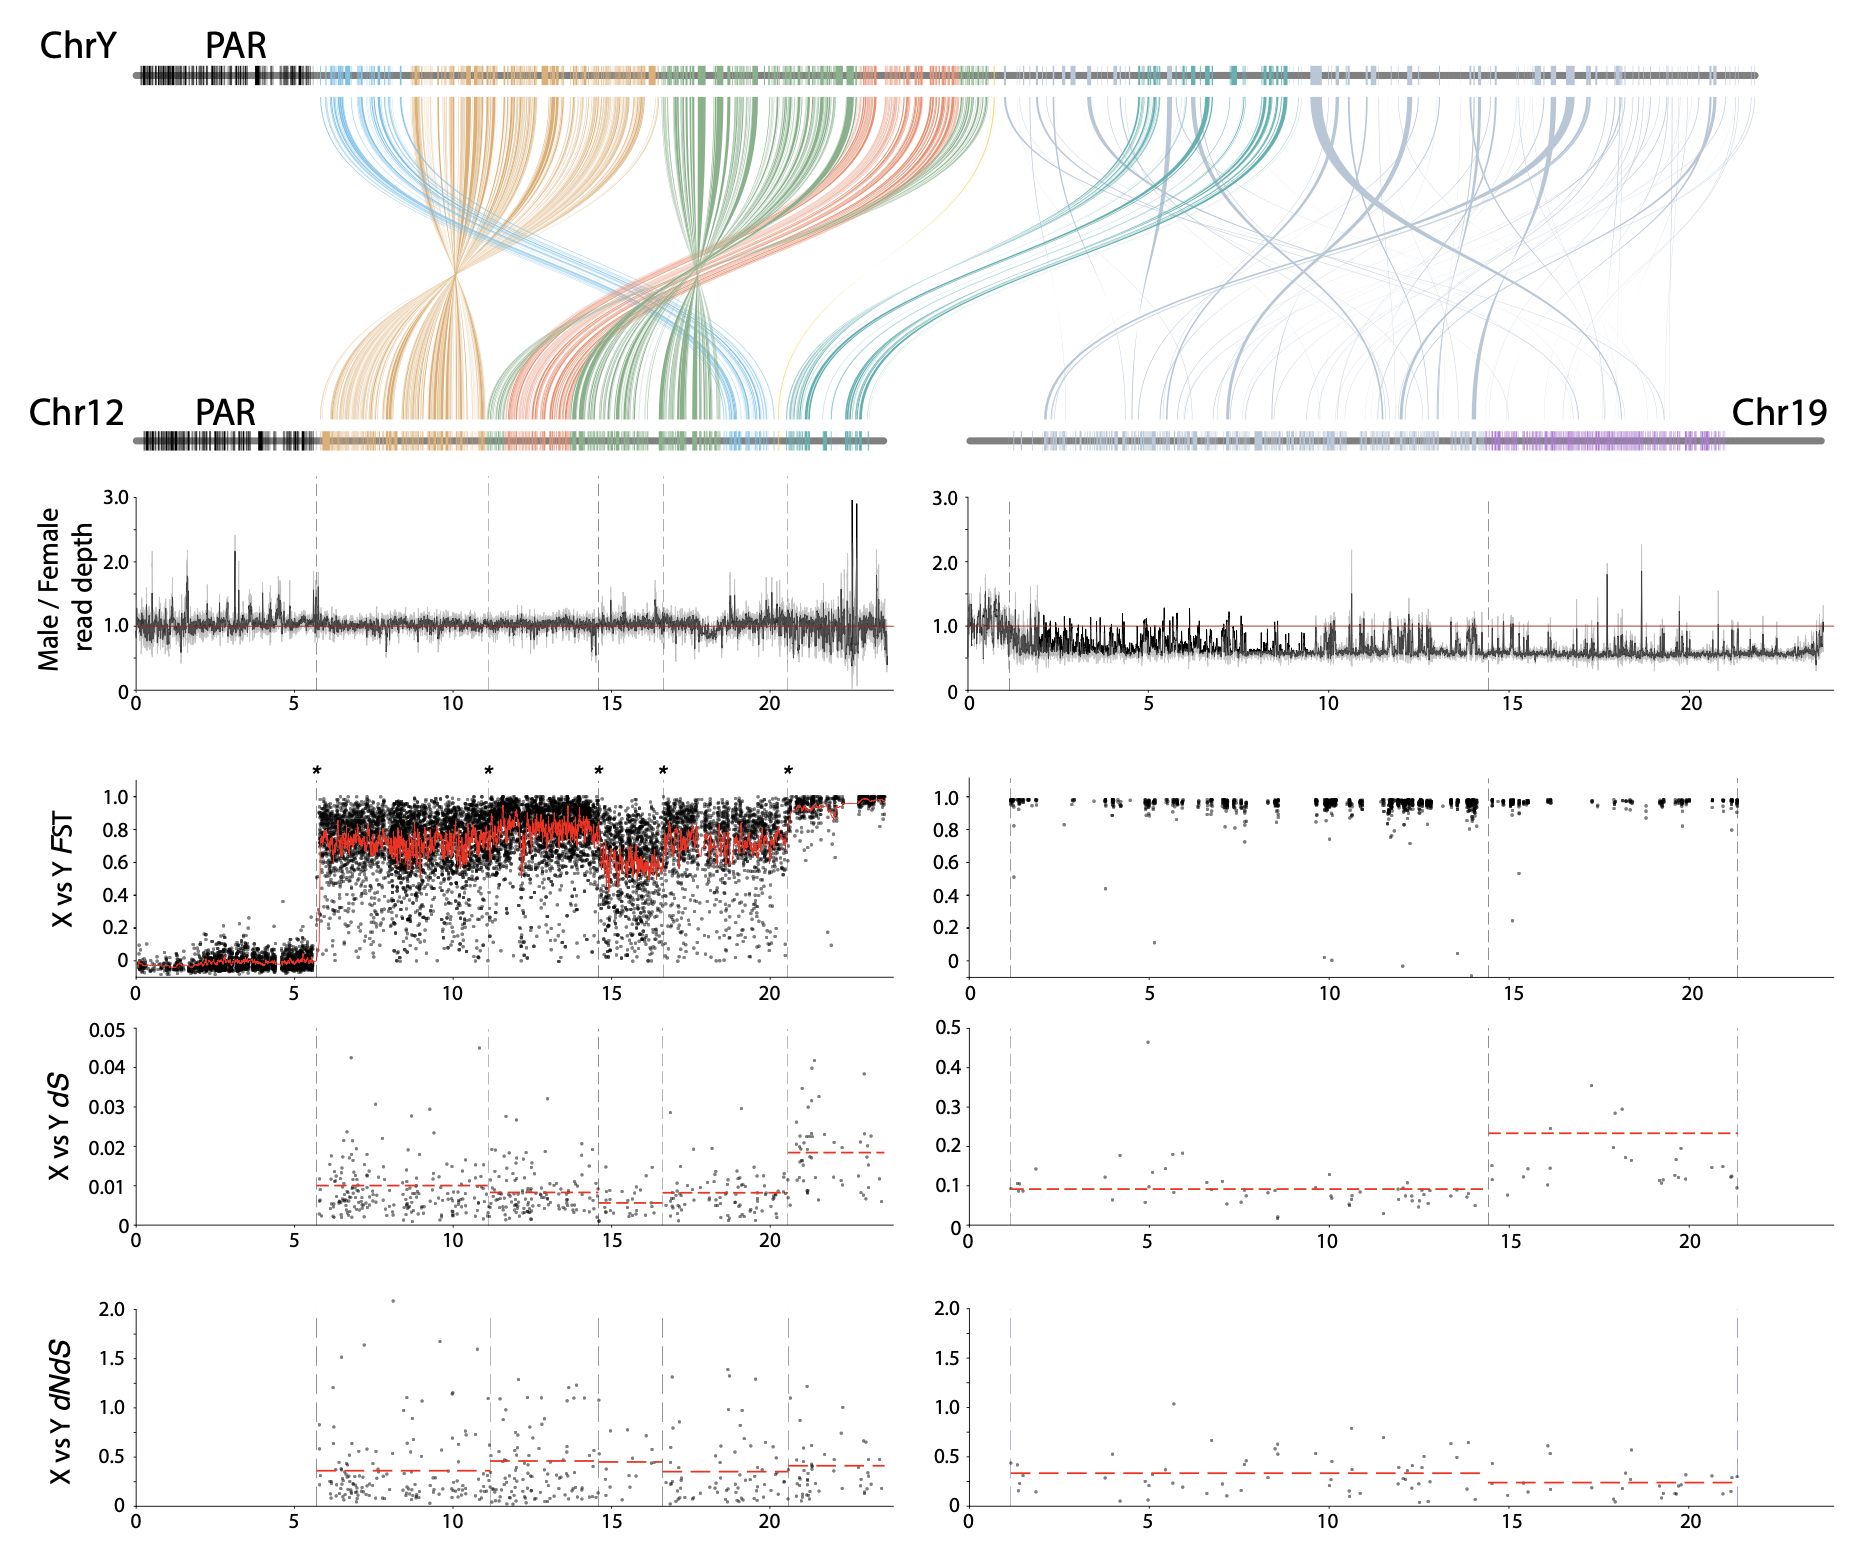 ChrY
PAR
Chr12
PAR
Chr19
Male / Female
read depth
3.0
2.0
1.0
0
0 5 10 15 20
3.0
2.0
1.0
0
0 5 10 15 20
X vs Y FST
* * * * *
1.0
0.8
0.6
0.4
0.2
0
0 5 10 15 20
1.0
0.8
0.6
0.4
0.2
0
0 5 10 15 20
X vs Y dS
0.05
0.04
0.03
0.02
0.01
0
0 5 10 15 20
0.5
0.4
0.3
0.2
0.1
0
0 5 10 15 20
X vs Y dNdS
2.0
1.5
1.0
0.5
0
0 5 10 15 20
2.0
1.5
1.0
0.5
0
0 5 10 15 20